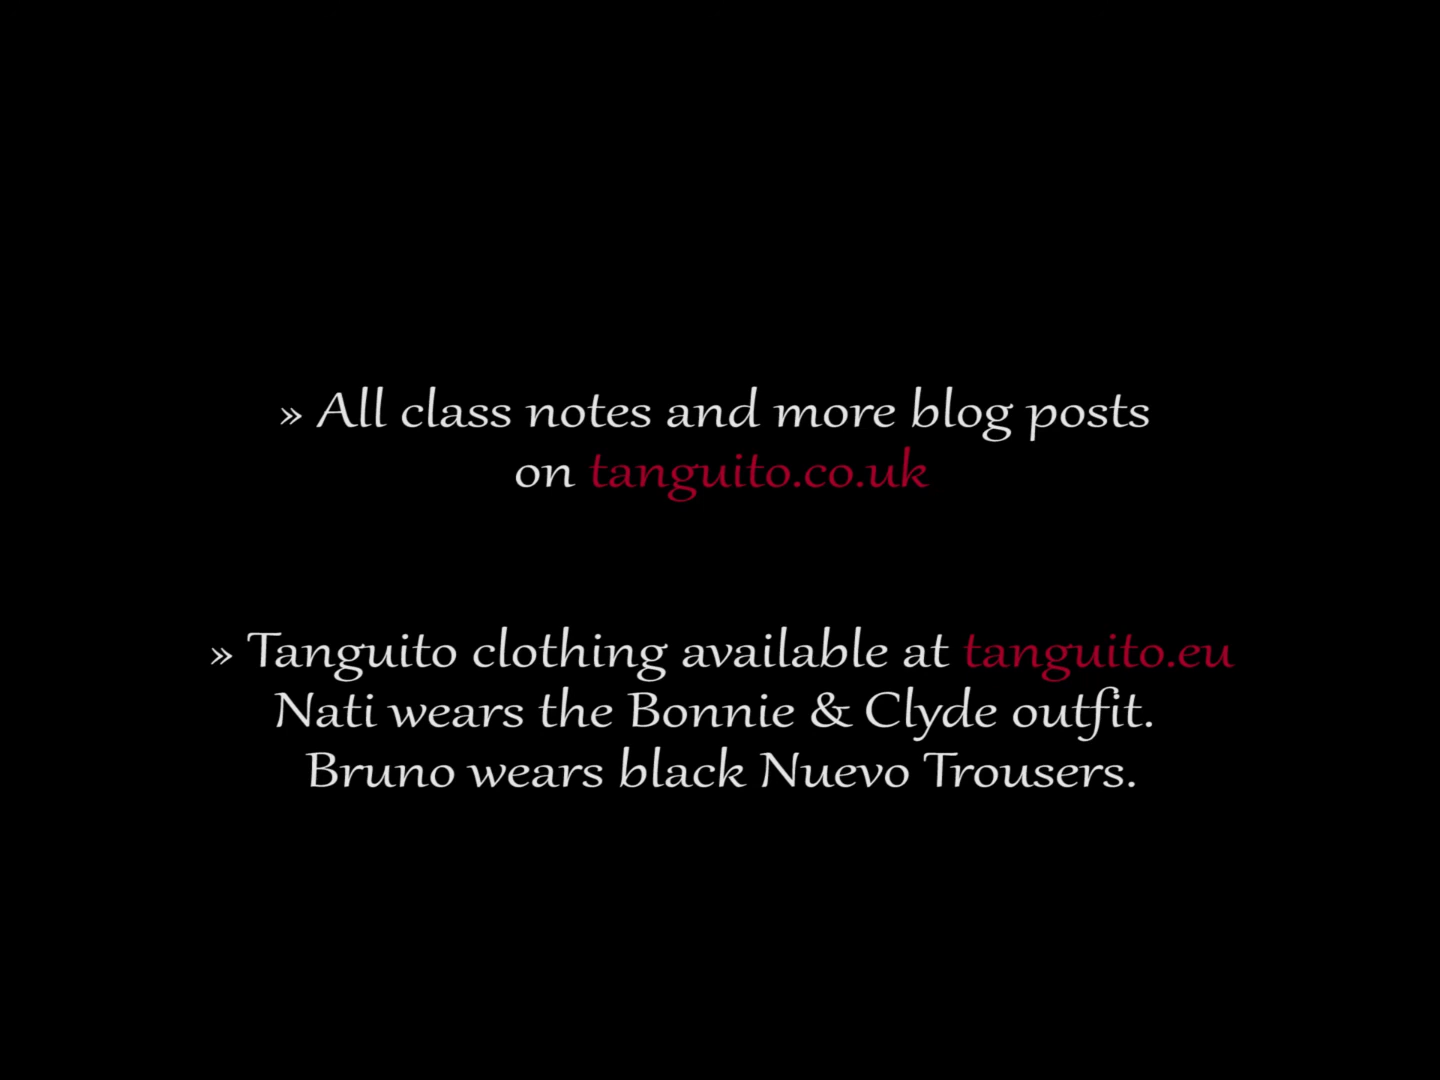 » All class notes and more blog posts
on tanguito.co.uk
» Tanguito clothing available at tanguito.eu
Nati wears the Bonnie & Clyde outfit.
Bruno wears black Nuevo Trousers.